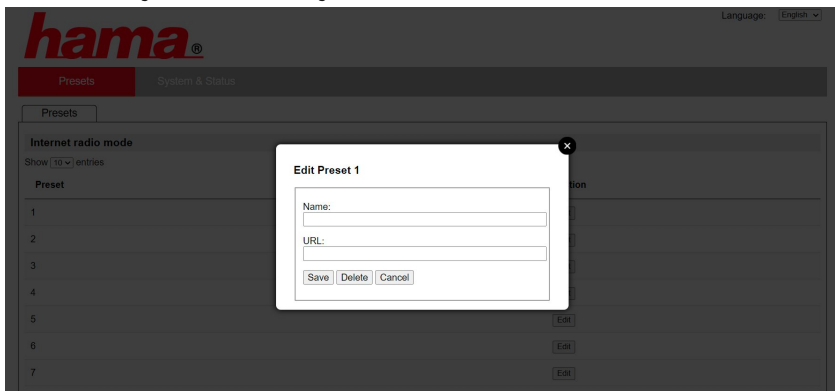 Language: English
hama®
Presets System & Status
Presets
Internet radio mode
Show 10 entries
Preset
1
2
3
4
5 Edit
6 Edit
7 Edit
Edit Preset 1
Name:
URL:
Save Delete Cancel